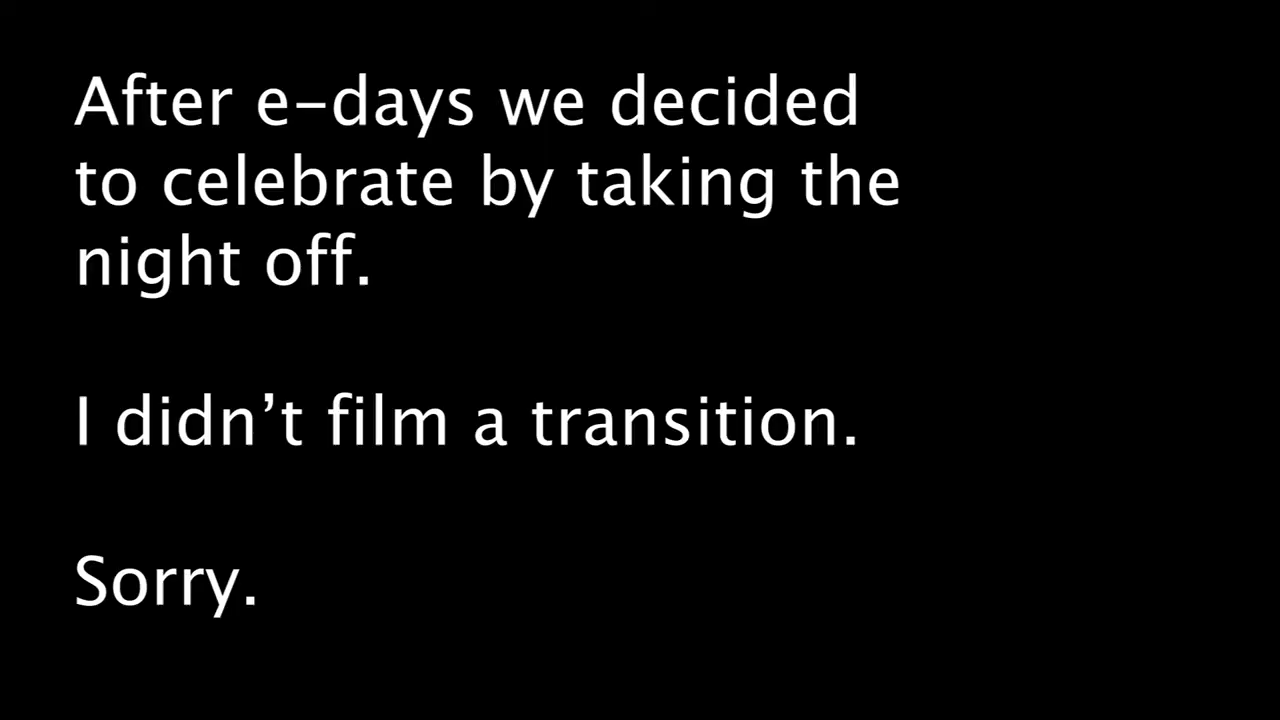 After e-days we decided
to celebrate by taking the
night off.
I didn’t film a transition.
Sorry.